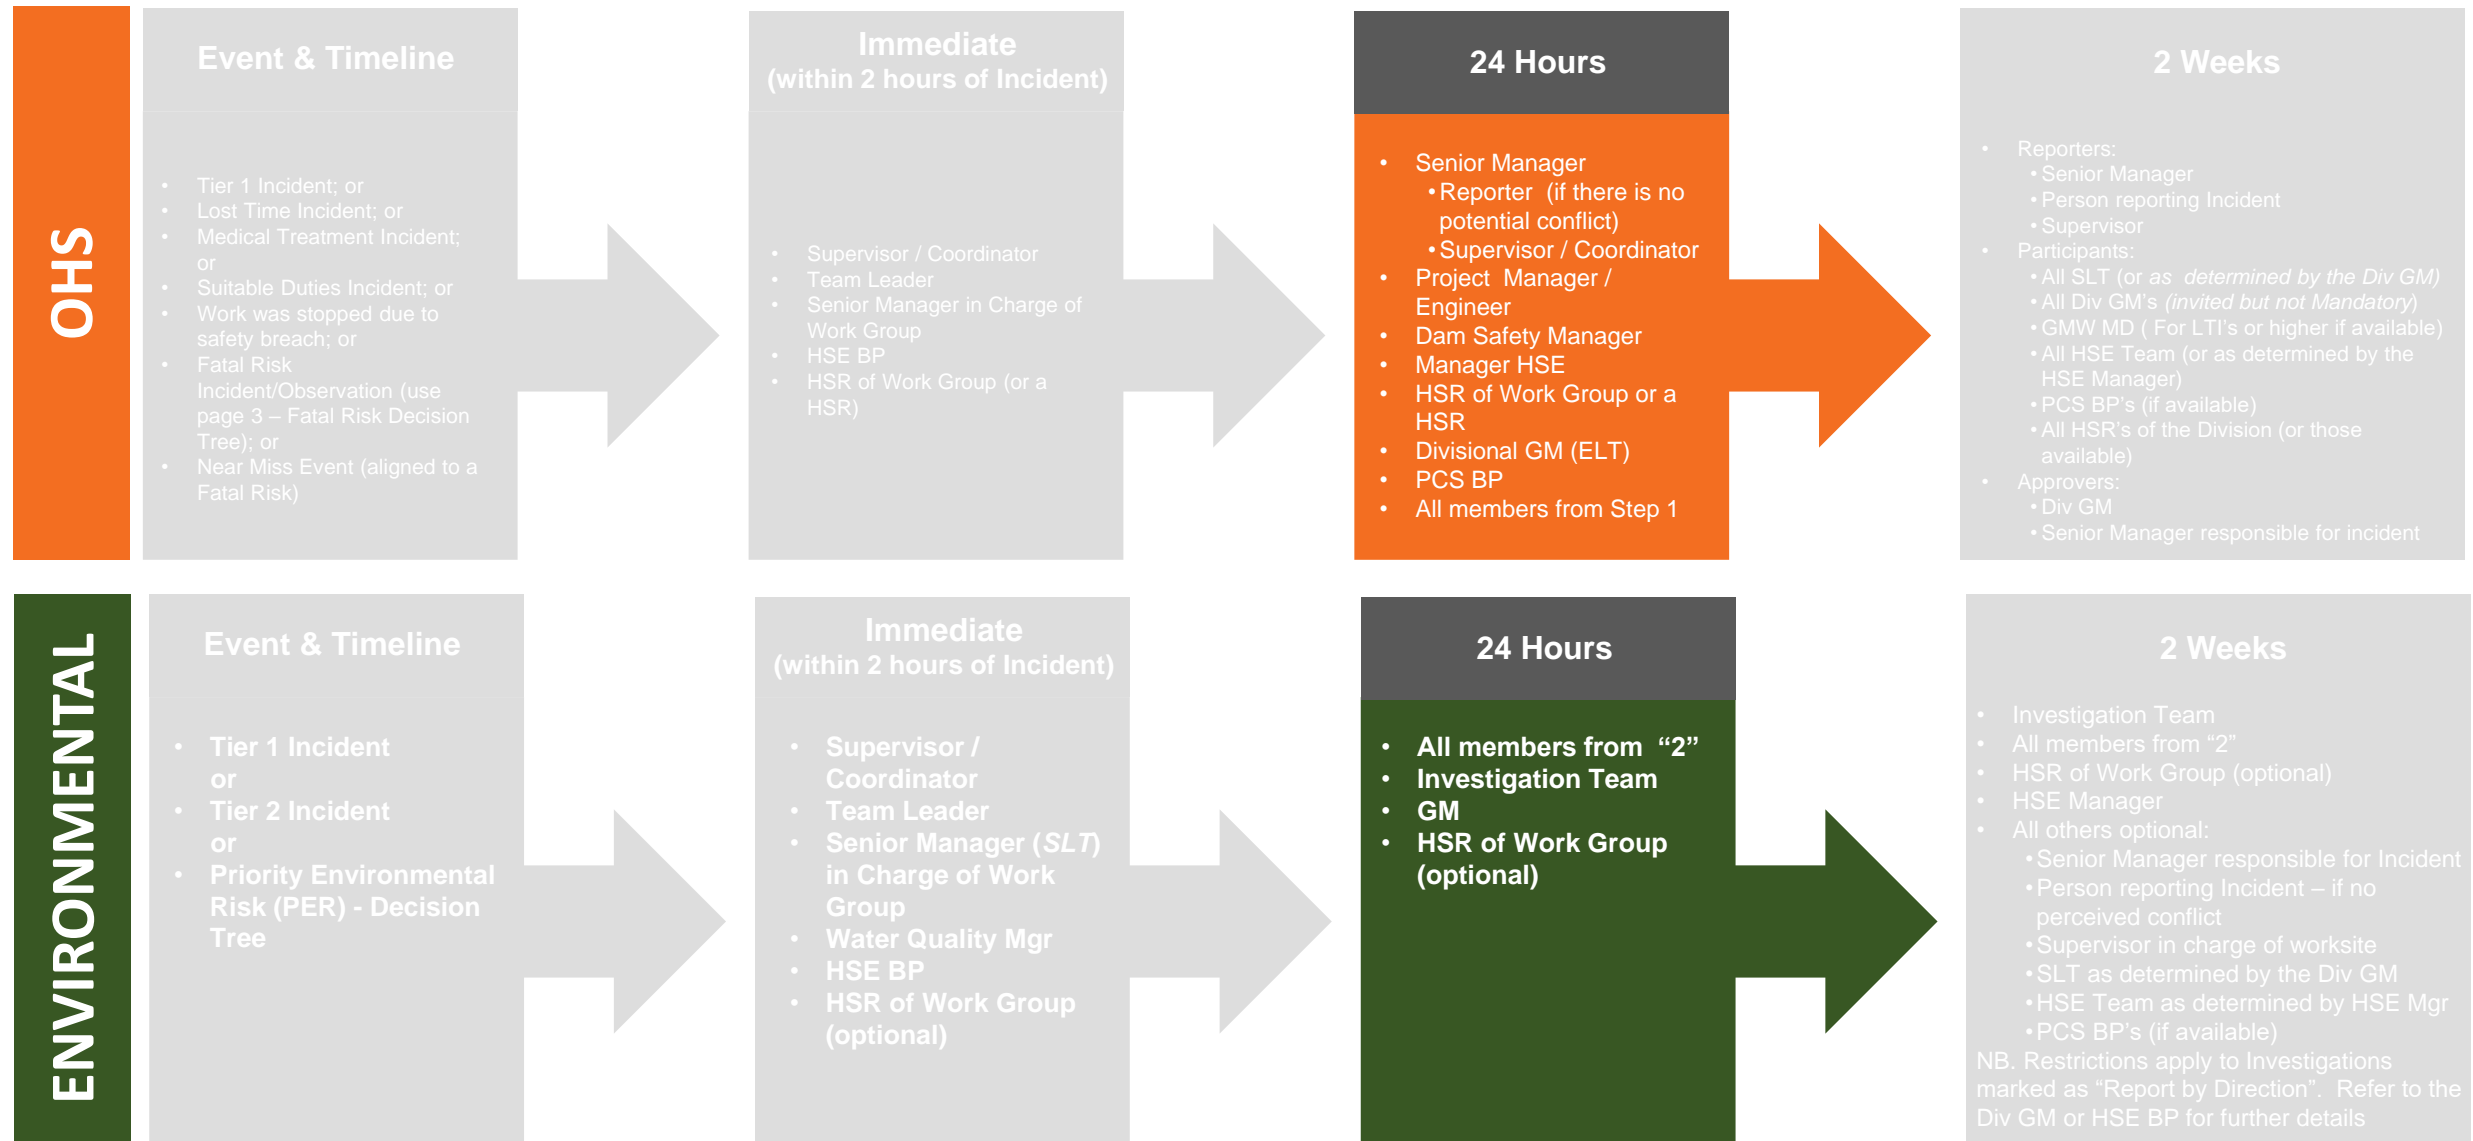 OHS
Event & Timeline
• Tier 1 Incident; or
• Lost Time Incident; or
• Medical Treatment Incident;
or
• Suitable Duties Incident; or
• Work was stopped due to
safety breach; or
• Fatal Risk
Incident/Observation (use
page 3 – Fatal Risk Decision
Tree); or
• Near Miss Event (aligned to a
Fatal Risk)
Immediate
(within 2 hours of Incident)
• Supervisor / Coordinator
• Team Leader
• Senior Manager in Charge of
Work Group
• HSE BP
• HSR of Work Group (or a
HSR)
24 Hours
• Senior Manager
• Reporter (if there is no
potential conflict)
• Supervisor / Coordinator
• Project Manager /
Engineer
• Dam Safety Manager
• Manager HSE
• HSR of Work Group or a
HSR
• Divisional GM (ELT)
• PCS BP
• All members from Step 1
2 Weeks
• Reporters:
• Senior Manager
• Person reporting Incident
• Supervisor
• Participants:
• All SLT (or as determined by the Div GM)
• All Div GM’s (invited but not Mandatory)
• GMW MD ( For LTI’s or higher if available)
• All HSE Team (or as determined by the
HSE Manager)
• PCS BP’s (if available)
• All HSR’s of the Division (or those
available)
• Approvers:
• Div GM
• Senior Manager responsible for incident
ENVIRONMENTAL
Event & Timeline
• Tier 1 Incident
or
• Tier 2 Incident
or
• Priority Environmental
Risk (PER) - Decision
Tree
Immediate
(within 2 hours of Incident)
• Supervisor /
Coordinator
• Team Leader
• Senior Manager (SLT)
in Charge of Work
Group
• Water Quality Mgr
• HSE BP
• HSR of Work Group
(optional)
24 Hours
• All members from “2”
• Investigation Team
• GM
• HSR of Work Group
(optional)
2 Weeks
• Investigation Team
• All members from “2”
• HSR of Work Group (optional)
• HSE Manager
• All others optional:
• Senior Manager responsible for Incident
• Person reporting Incident – if no
perceived conflict
• Supervisor in charge of worksite
• SLT as determined by the Div GM
• HSE Team as determined by HSE Mgr
• PCS BP’s (if available)
NB. Restrictions apply to Investigations
marked as “Report by Direction”. Refer to the
Div GM or HSE BP for further details